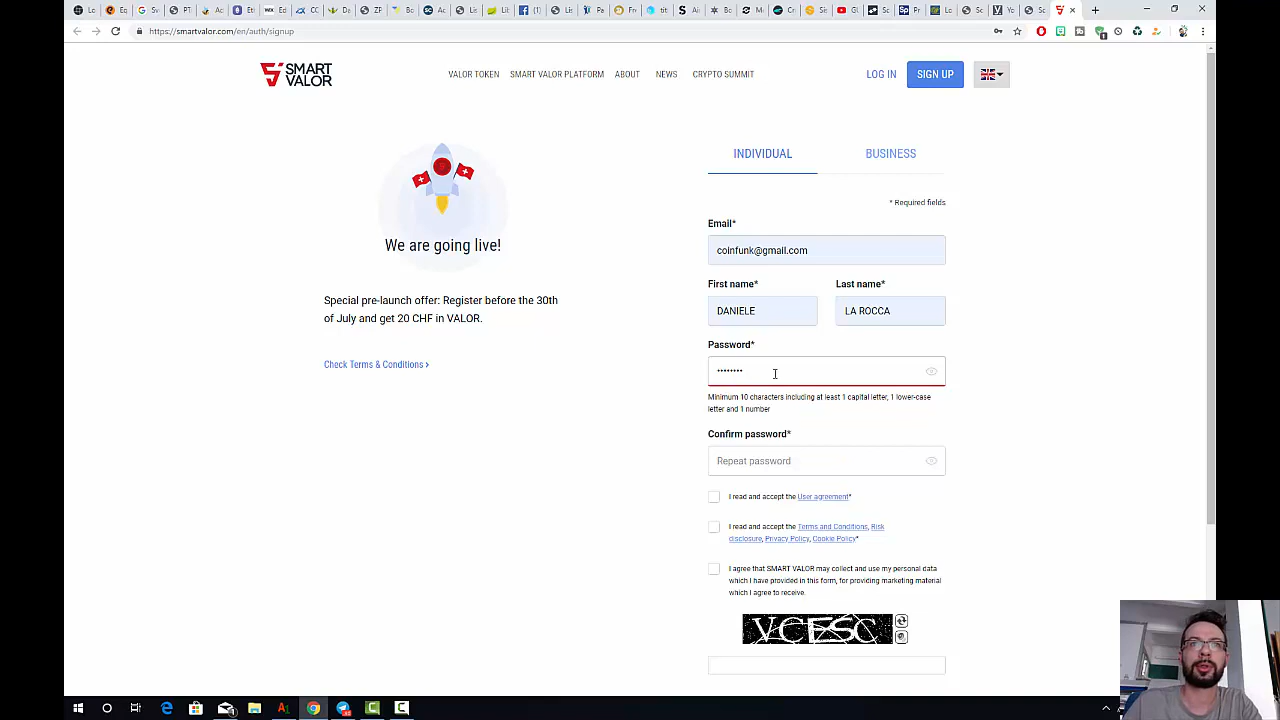 https://smartvalor.com/en/auth/signup
SMART
VALOR
VALOR TOKEN
SMART VALOR PLATFORM
ABOUT
NEWS
CRYPTO SUMMIT
LOG IN
SIGN UP
INDIVIDUAL
BUSINESS
* Required fields
We are going live!
Special pre-launch offer: Register before the 30th
of July and get 20 CHF in VALOR.
Check Terms & Conditions ›
Email*
coinfunk@gmail.com
First name*
Last name*
DANIELE
LA ROCCA
Password*
••••••••
Minimum 10 characters including at least 1 capital letter, 1 lower-case
letter and 1 number
Confirm password*
Repeat password
I read and accept the User agreement*
I read and accept the Terms and Conditions, Risk
disclosure, Privacy Policy, Cookie Policy*
I agree that SMART VALOR may collect and use my personal data
which I have provided in this form, for providing marketing material
which I agree to receive.